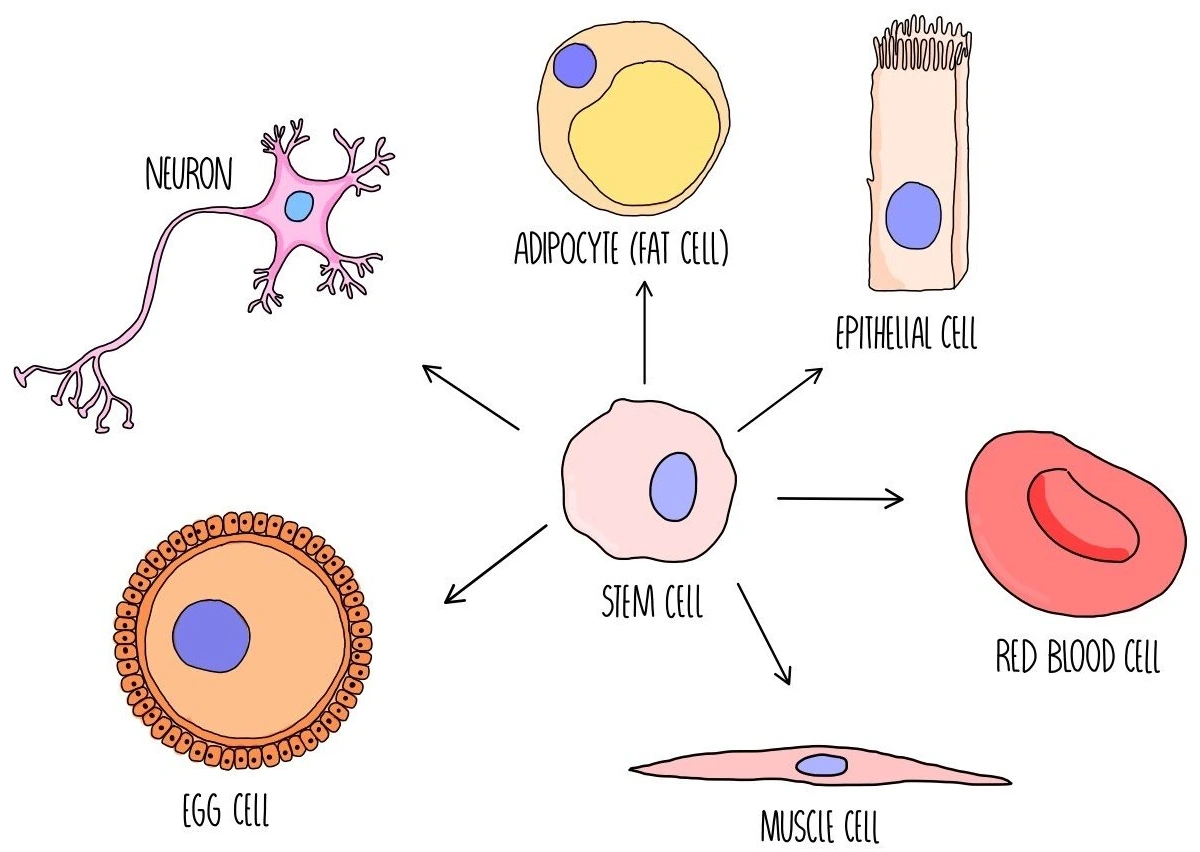 NEURON
ADIPOCYTE (FAT CELL)
EPITHELIAL CELL
STEM CELL
RED BLOOD CELL
EGG CELL
MUSCLE CELL